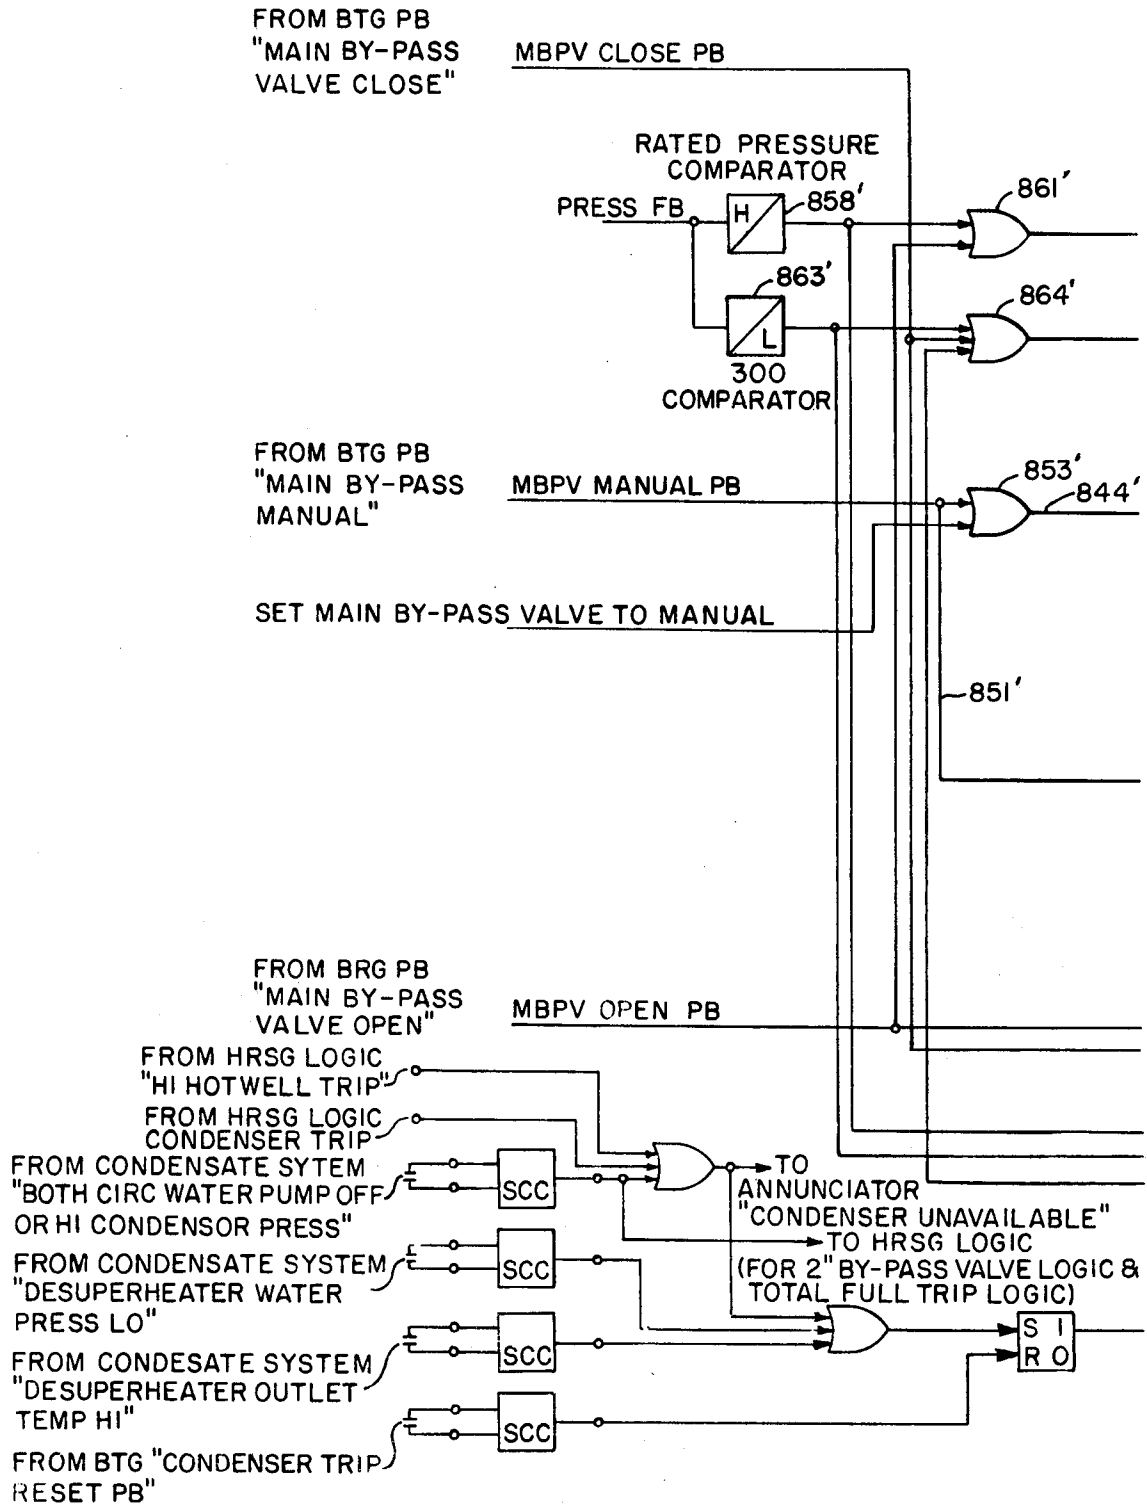 FROM BTG PB
"MAIN BY-PASS
VALVE CLOSE"
MBPV CLOSE PB
RATED PRESSURE
COMPARATOR
PRESS FB
H
858'
861'
863'
L
864'
300
COMPARATOR
FROM BTG PB
"MAIN BY-PASS
MANUAL"
MBPV MANUAL PB
853'
844'
SET MAIN BY-PASS VALVE TO MANUAL
851'
FROM BRG PB
"MAIN BY-PASS
VALVE OPEN"
MBPV OPEN PB
FROM HRSG LOGIC
"HI HOTWELL TRIP"
FROM HRSG LOGIC
CONDENSER TRIP
FROM CONDENSATE SYTEM
"BOTH CIRC WATER PUMP OFF
OR HI CONDENSOR PRESS"
SCC
TO
ANNUNCIATOR
"CONDENSER UNAVAILABLE"
TO HRSG LOGIC
(FOR 2" BY-PASS VALVE LOGIC &
TOTAL FULL TRIP LOGIC)
FROM CONDENSATE SYSTEM
"DESUPERHEATER WATER
PRESS LO"
SCC
FROM CONDESATE SYSTEM
"DESUPERHEATER OUTLET
TEMP HI"
SCC
S I
R O
FROM BTG "CONDENSER TRIP
RESET PB"
SCC